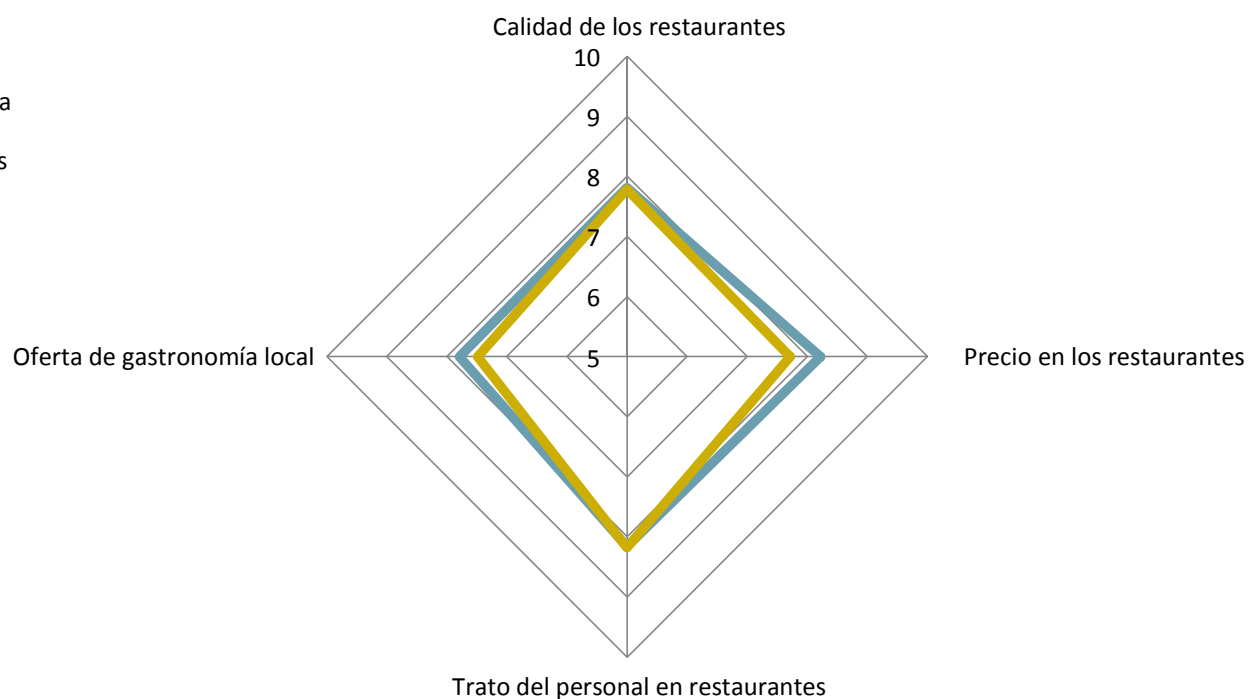 Calidad de los restaurantes
10
a
9
s
8
7
6
Oferta de gastronomía local
5
Precio en los restaurantes
Trato del personal en restaurantes